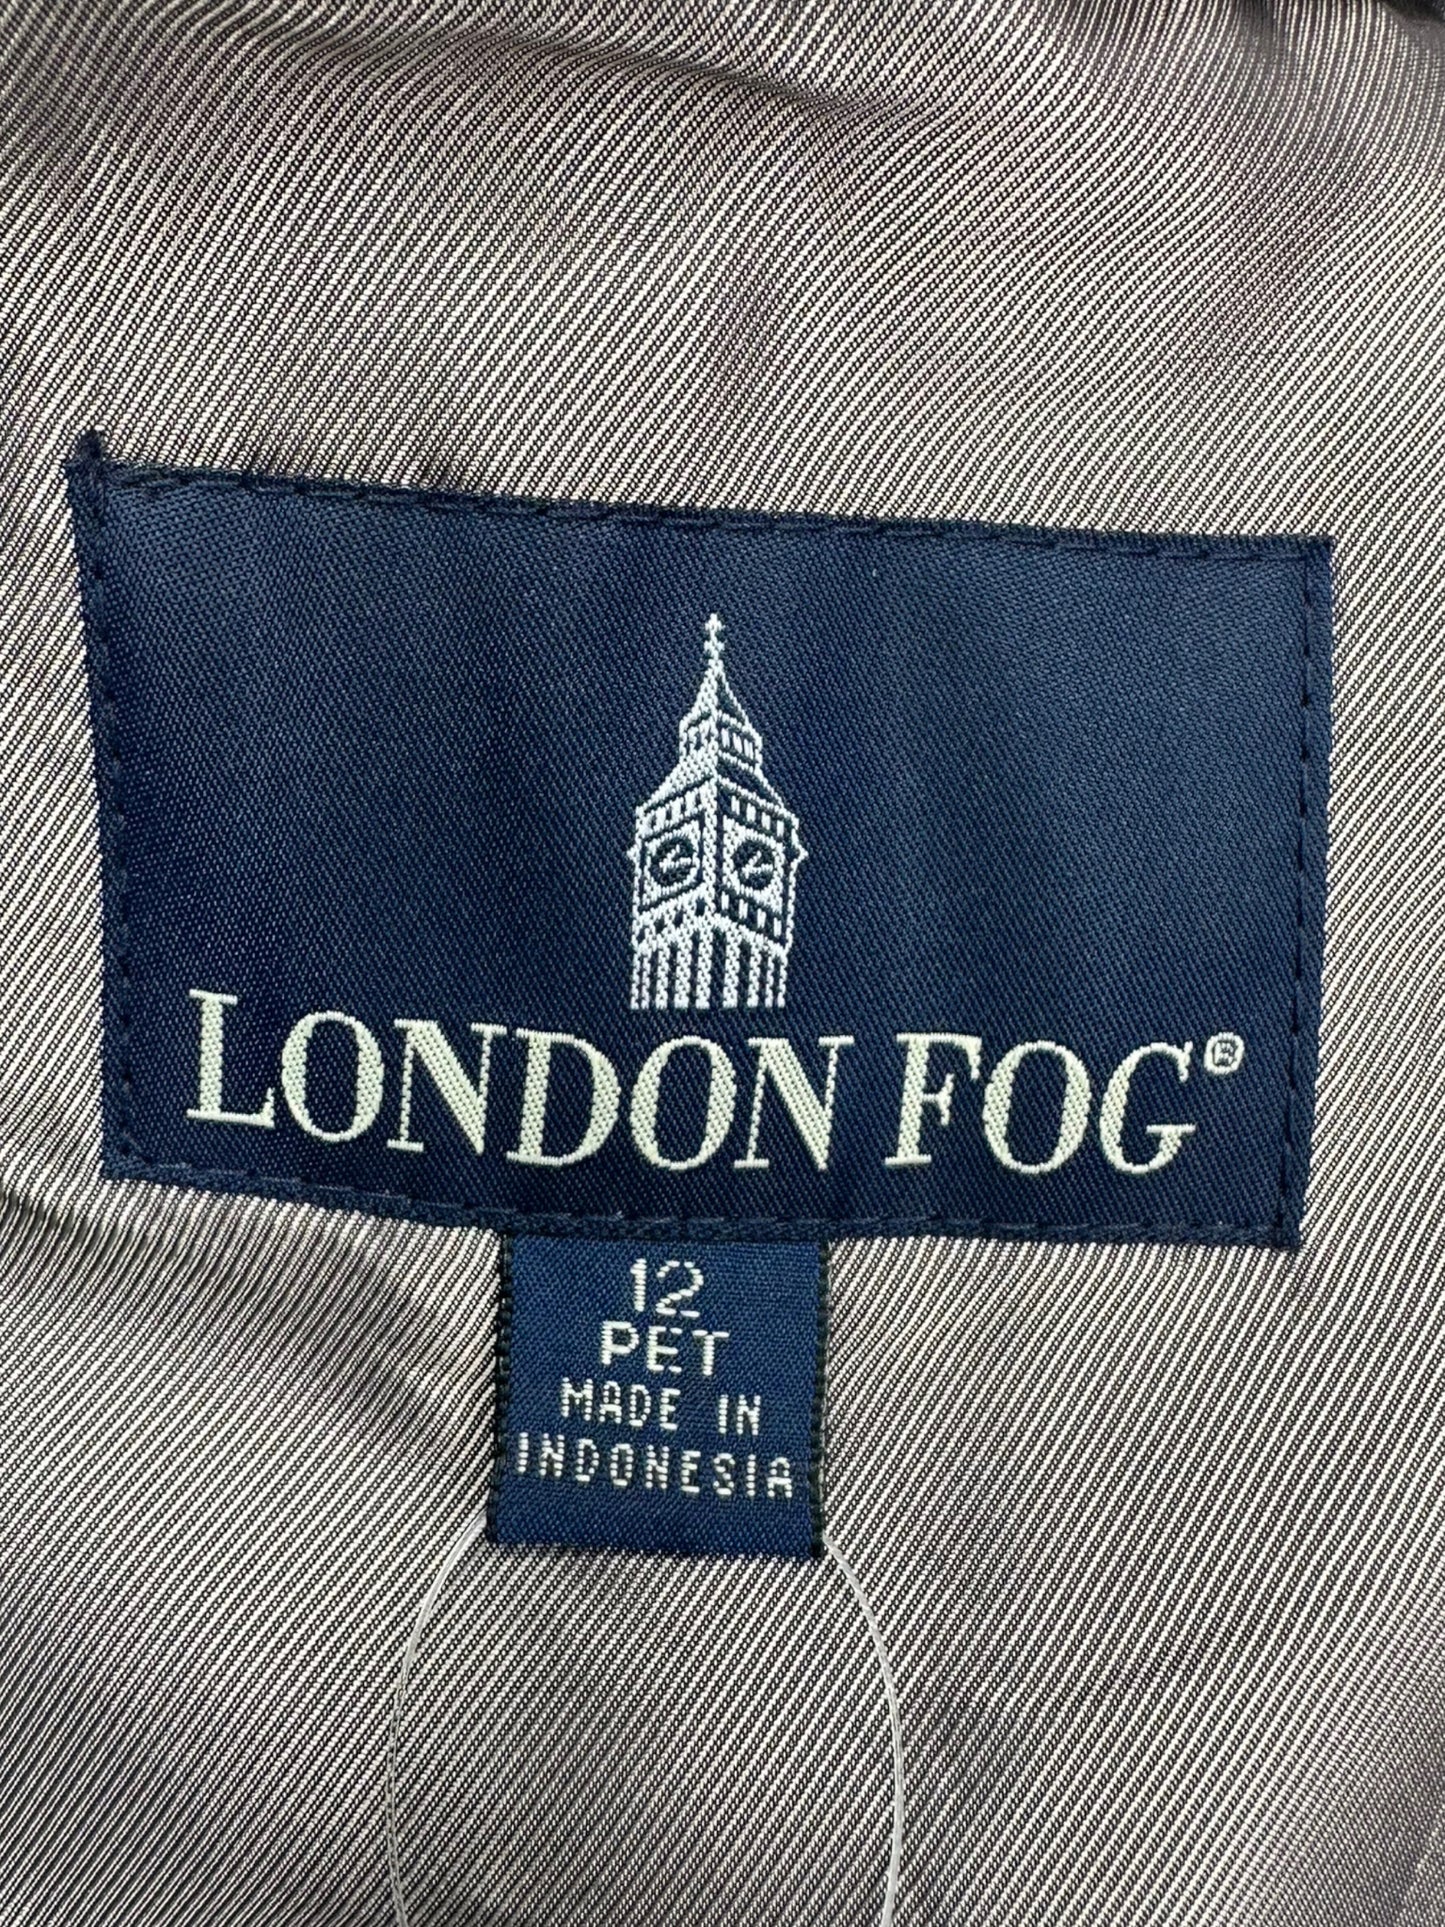 LONDON FOG®
12
PET
MADE IN
INDONESIA